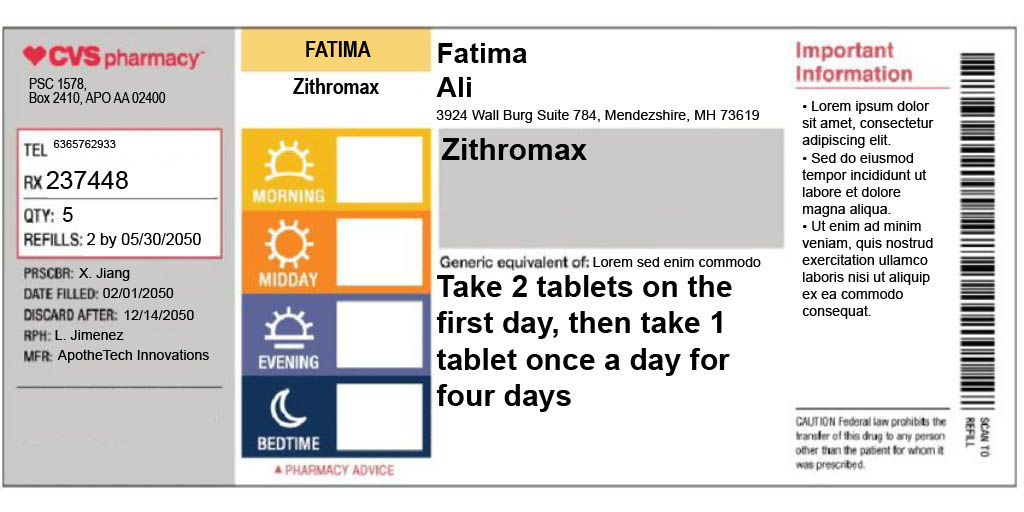 CVS pharmacy
PSC 1578,
Box 2410, APO AA 02400
TEL 6365762933
RX 237448
QTY: 5
REFILLS: 2 by 05/30/2050
PRSCBR: X. Jiang
DATE FILLED: 02/01/2050
DISCARD AFTER: 12/14/2050
RPH: L. Jimenez
MFR: ApotheTech Innovations
FATIMA
Zithromax
MORNING
MIDDAY
EVENING
BEDTIME
▲ PHARMACY ADVICE
Fatima
Ali
3924 Wall Burg Suite 784, Mendezshire, MH 73619
Zithromax
Generic equivalent of: Lorem sed enim commodo
Take 2 tablets on the
first day, then take 1
tablet once a day for
four days
Important
Information
• Lorem ipsum dolor
sit amet, consectetur
adipiscing elit.
• Sed do eiusmod
tempor incididunt ut
labore et dolore
magna aliqua.
• Ut enim ad minim
veniam, quis nostrud
exercitation ullamco
laboris nisi ut aliquip
ex ea commodo
consequat.
CAUTION Federal law prohibits the
transfer of this drug to any person
other than the patient for whom it
was prescribed.
SCAN TO
REFILL